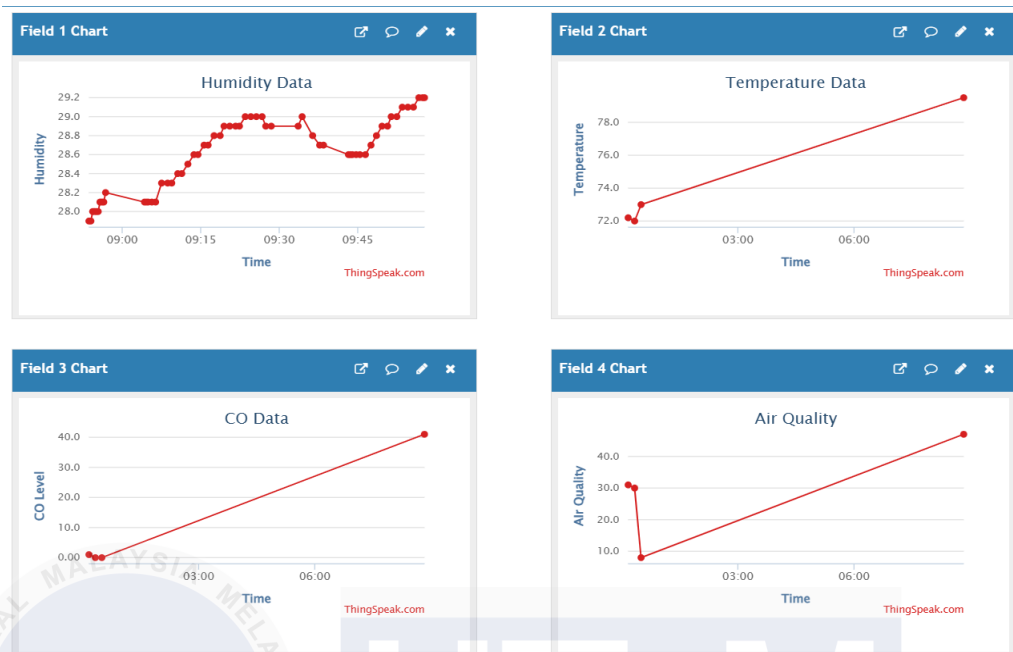 Field 1 Chart
Humidity Data
Humidity
29.2
29.0
28.8
28.6
28.4
28.2
28.0
09:00 09:15 09:30 09:45
Time
ThingSpeak.com
Field 2 Chart
Temperature Data
Temperature
78.0
76.0
74.0
72.0
03:00 06:00
Time
ThingSpeak.com
Field 3 Chart
CO Data
CO Level
40.0
30.0
20.0
10.0
0.00
03:00 06:00
Time
ThingSpeak.com
Field 4 Chart
Air Quality
AIr Quality
40.0
30.0
20.0
10.0
03:00 06:00
Time
ThingSpeak.com
MALAYSIA